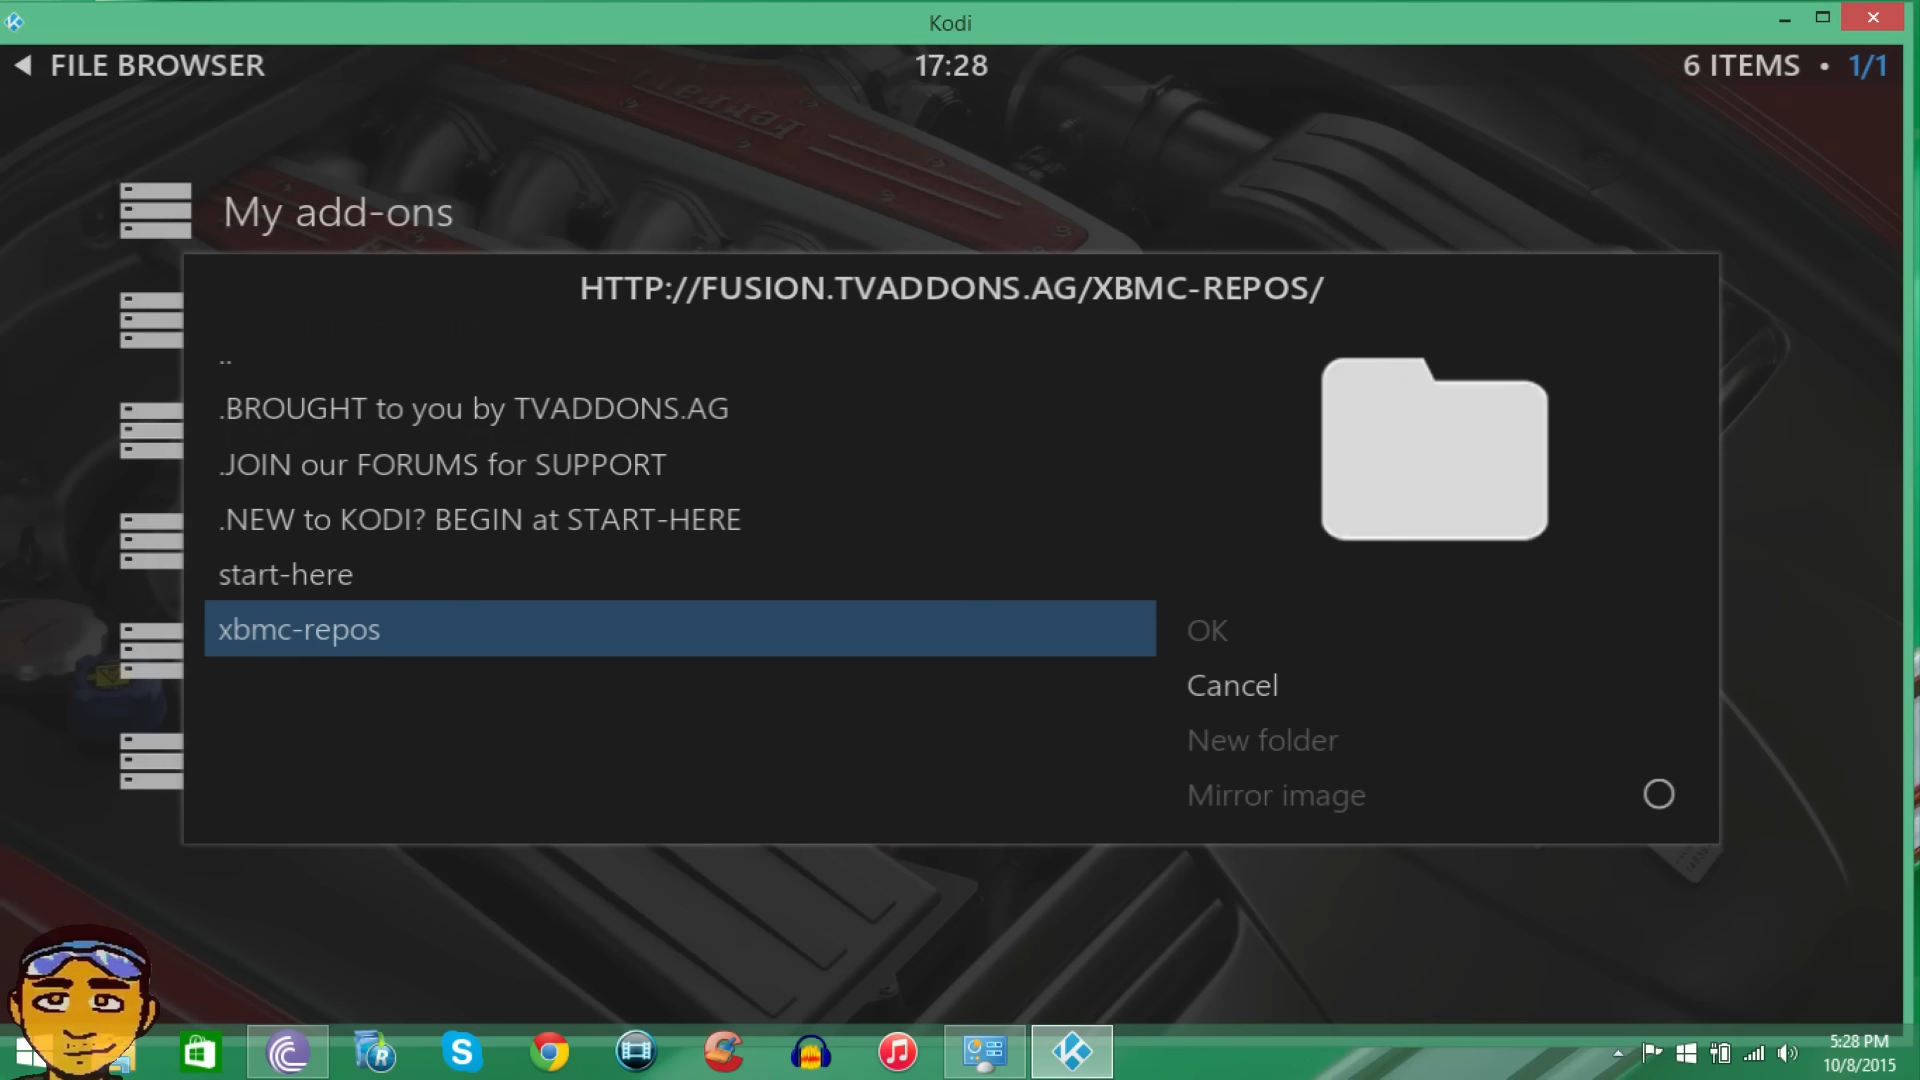 Kodi
FILE BROWSER
17:28
6 ITEMS • 1/1
Ferrari
My add-ons
HTTP://FUSION.TVADDONS.AG/XBMC-REPOS/
..
.BROUGHT to you by TVADDONS.AG
.JOIN our FORUMS for SUPPORT
.NEW to KODI? BEGIN at START-HERE
start-here
xbmc-repos
OK
Cancel
New folder
Mirror image
5:28 PM
10/8/2015